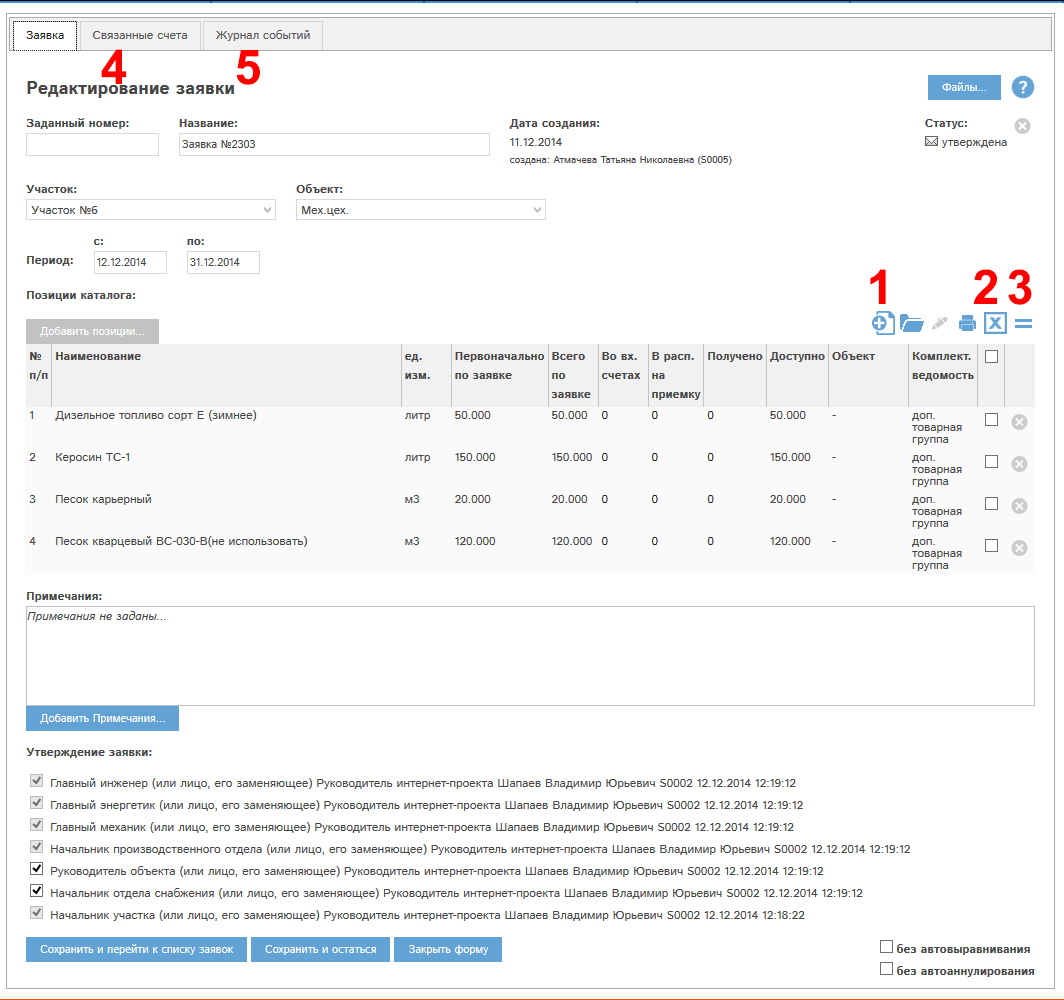 Заявка
Связанные счета
Журнал событий
4
5
Редактирование заявки
Файлы...
?
Заданный номер:
Название:
Дата создания:
Статус:
Заявка №2303
11.12.2014
утверждена
создана: Атмачева Татьяна Николаевна (S0005)
Участок:
Объект:
Участок №6
Мех.цех.
с:
по:
Период:
12.12.2014
31.12.2014
Позиции каталога:
1
2
3
Добавить позиции...
X
№ п/п Наименование ед. изм. Первоначально по заявке Всего по заявке Во вх. счетах В расп. на приемку Получено Доступно Объект Комплект. ведомость
1 Дизельное топливо сорт Е (зимнее) литр 50.000 50.000 0 0 0 50.000 - доп. товарная группа
2 Керосин ТС-1 литр 150.000 150.000 0 0 0 150.000 - доп. товарная группа
3 Песок карьерный м3 20.000 20.000 0 0 0 20.000 - доп. товарная группа
4 Песок кварцевый ВС-030-В(не использовать) м3 120.000 120.000 0 0 0 120.000 - доп. товарная группа
Примечания:
Примечания не заданы...
Добавить Примечания...
Утверждение заявки:
Главный инженер (или лицо, его заменяющее) Руководитель интернет-проекта Шапаев Владимир Юрьевич S0002 12.12.2014 12:19:12
Главный энергетик (или лицо, его заменяющее) Руководитель интернет-проекта Шапаев Владимир Юрьевич S0002 12.12.2014 12:19:12
Главный механик (или лицо, его заменяющее) Руководитель интернет-проекта Шапаев Владимир Юрьевич S0002 12.12.2014 12:19:12
Начальник производственного отдела (или лицо, его заменяющее) Руководитель интернет-проекта Шапаев Владимир Юрьевич S0002 12.12.2014 12:19:12
Руководитель объекта (или лицо, его заменяющее) Руководитель интернет-проекта Шапаев Владимир Юрьевич S0002 12.12.2014 12:19:12
Начальник отдела снабжения (или лицо, его заменяющее) Руководитель интернет-проекта Шапаев Владимир Юрьевич S0002 12.12.2014 12:19:12
Начальник участка (или лицо, его заменяющее) Руководитель интернет-проекта Шапаев Владимир Юрьевич S0002 12.12.2014 12:18:22
Сохранить и перейти к списку заявок
Сохранить и остаться
Закрыть форму
без автовыравнивания
без автоаннулирования